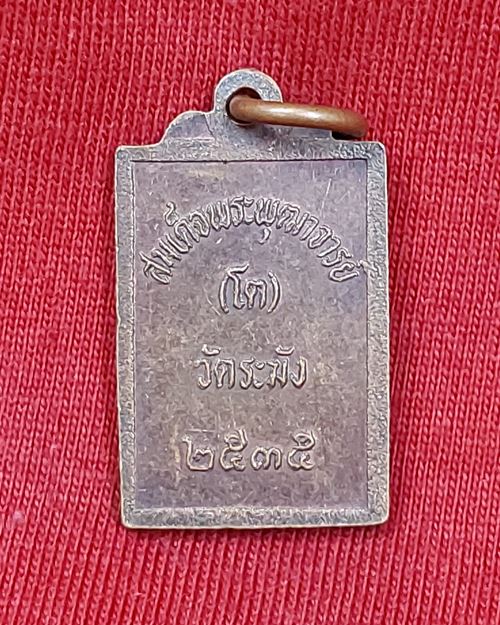 สมเด็จพระพุฒาจารย์
(โต)
วัดระฆัง
๒๕๓๕